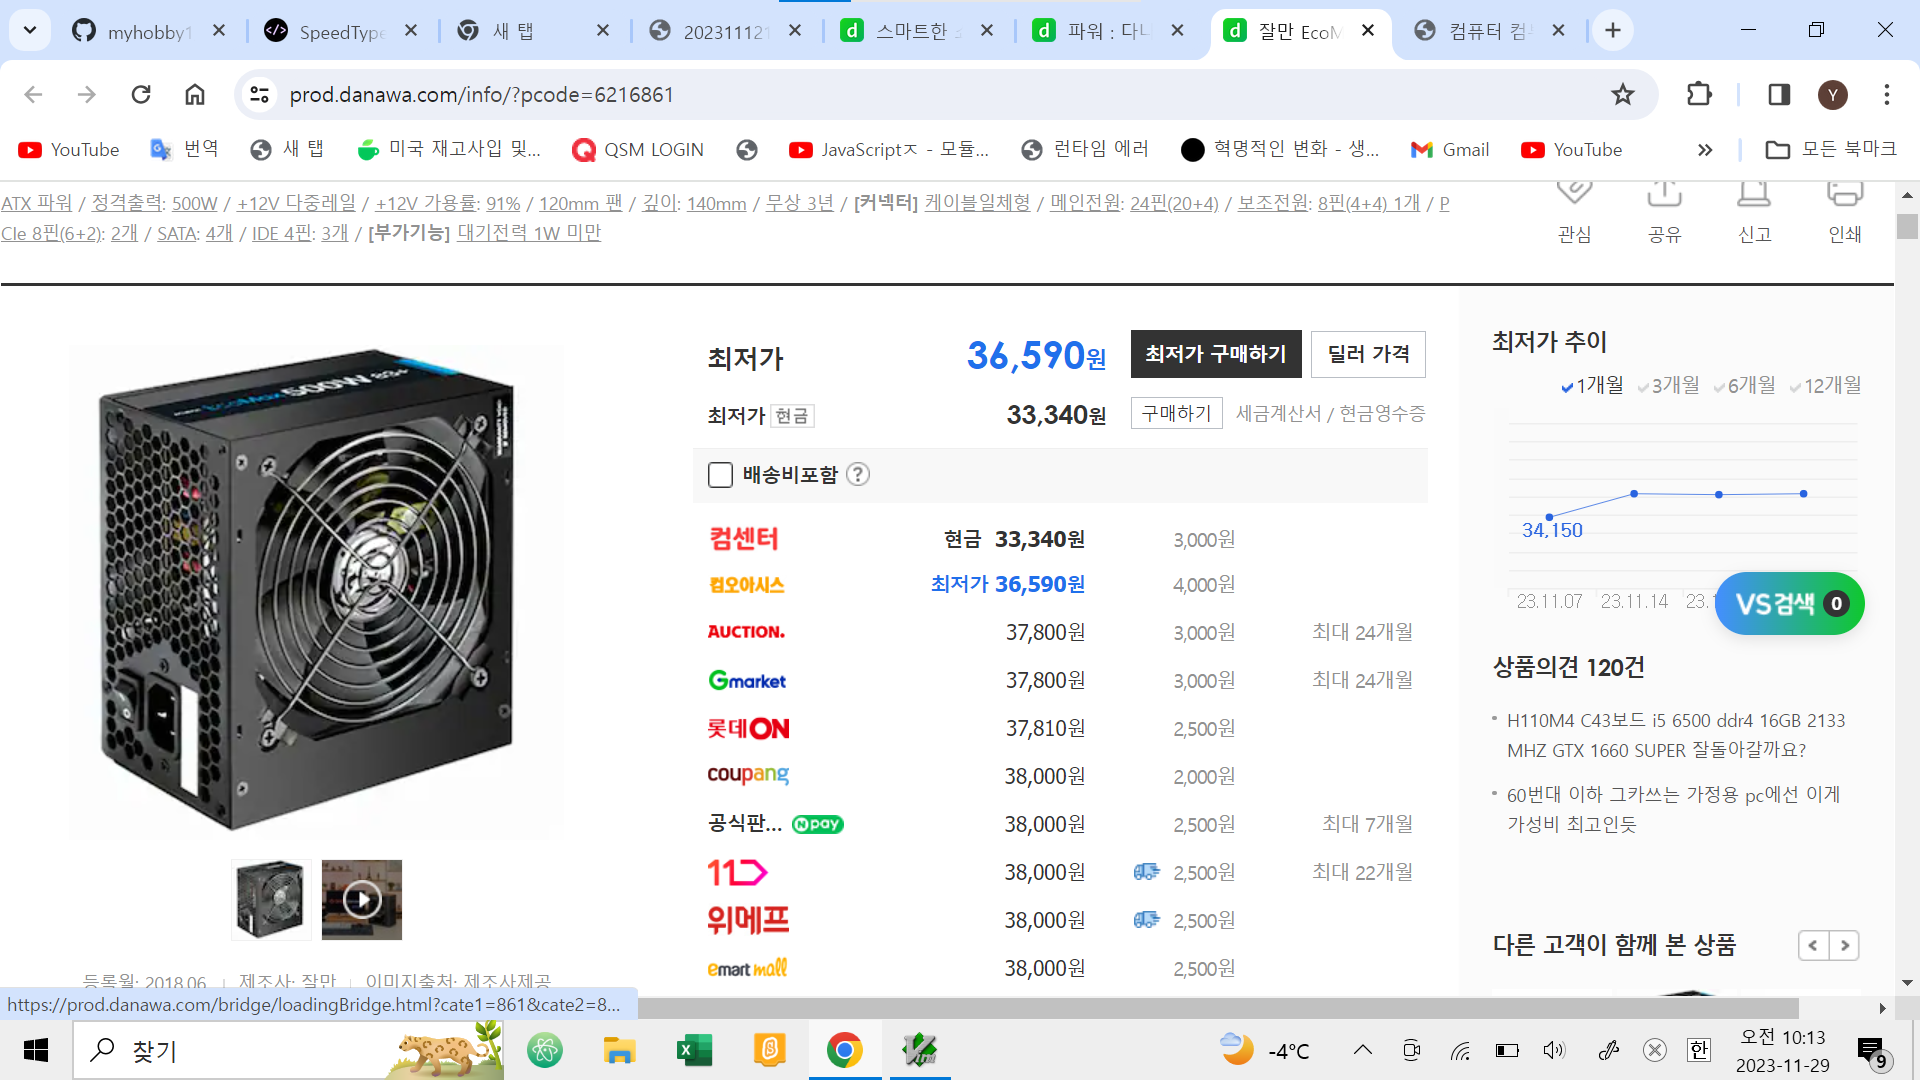 myhobby1
SpeedType
새 탭
202311121
스마트한 쇼
파워 : 다나
잘만 EcoM
컴퓨터 컴
prod.danawa.com/info/?pcode=6216861
Y
YouTube
번역
새 탭
미국 재고사입 및...
QSM LOGIN
JavaScriptㅈ - 모듈...
런타임 에러
혁명적인 변화 - 생...
Gmail
YouTube
모든 북마크
ATX 파워 / 정격출력: 500W / +12V 다중레일 / +12V 가용률: 91% / 120mm 팬 / 깊이: 140mm / 무상 3년 / [커넥터] 케이블일체형 / 메인전원: 24핀(20+4) / 보조전원: 8핀(4+4) 1개 / P
CIe 8핀(6+2): 2개 / SATA: 4개 / IDE 4핀: 3개 / [부가기능] 대기전력 1W 미만
관심
공유
신고
인쇄
EcoMax 500W 83+
최저가 36,590원 최저가 구매하기 딜러 가격
최저가 현금 33,340원 구매하기 세금계산서 / 현금영수증
배송비포함 ?
컴센터 현금 33,340원 3,000원
컴오아시스 최저가 36,590원 4,000원
AUCTION. 37,800원 3,000원 최대 24개월
Gmarket 37,800원 3,000원 최대 24개월
롯데ON 37,810원 2,500원
coupang 38,000원 2,000원
공식판... N pay 38,000원 2,500원 최대 7개월
11 38,000원 2,500원 최대 22개월
위메프 38,000원 2,500원
emart mall 38,000원 2,500원
등록월: 2018.06 제조사: 잘만 이미지출처: 제조사제공
최저가 추이
1개월 3개월 6개월 12개월
34,150
23.11.07 23.11.14 23.
VS검색 0
상품의견 120건
H110M4 C43보드 i5 6500 ddr4 16GB 2133
MHZ GTX 1660 SUPER 잘돌아갈까요?
60번대 이하 그카쓰는 가정용 pc에선 이게
가성비 최고인듯
다른 고객이 함께 본 상품
https://prod.danawa.com/bridge/loadingBridge.html?cate1=861&cate2=8...
찾기
-4°C
한
오전 10:13
2023-11-29
9